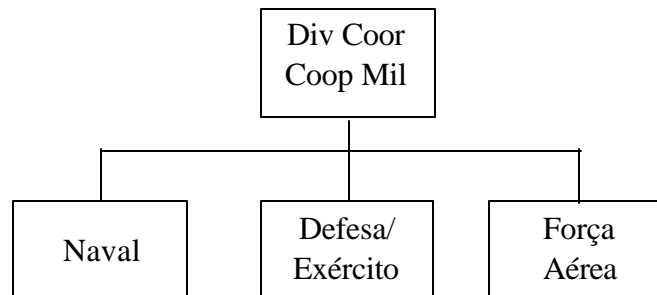 Div Coor
Coop Mil
Naval
Defesa/
Exército
Força
Aérea